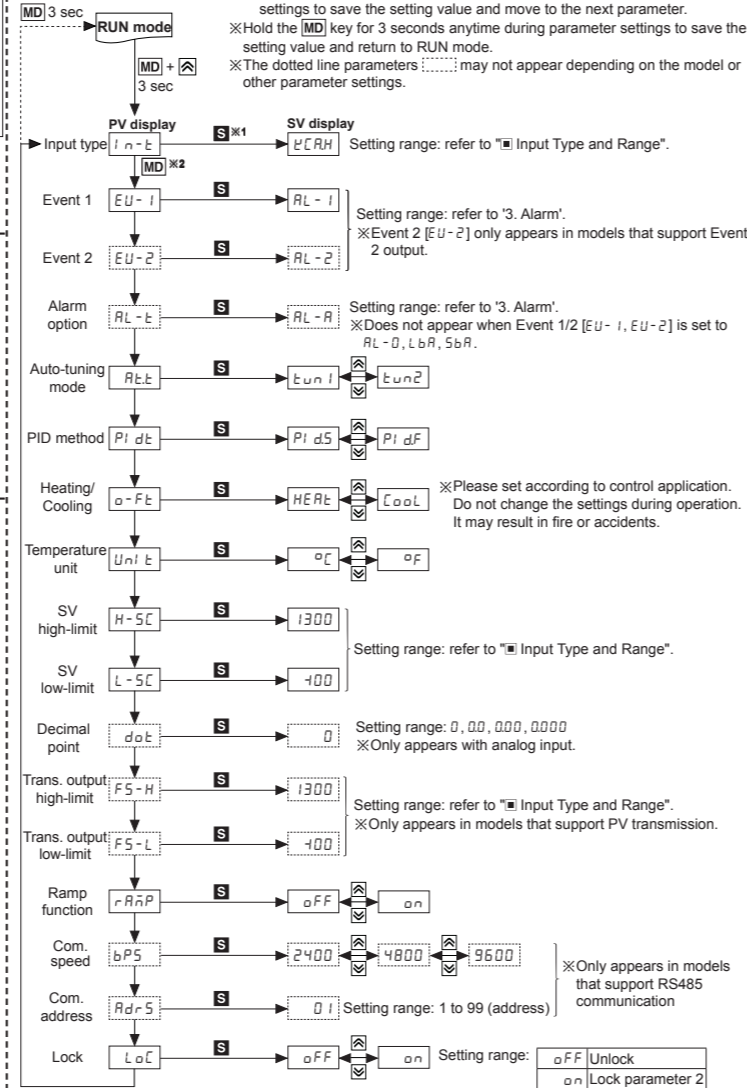 MD 3 sec
RUN mode
settings to save the setting value and move to the next parameter.
※Hold the MD key for 3 seconds anytime during parameter settings to save the
setting value and return to RUN mode.
※The dotted line parameters may not appear depending on the model or
other parameter settings.
MD +
3 sec
PV display
SV display
Input type In-t S ※1 KCAH Setting range: refer to "▣ Input Type and Range".
MD ※2
Event 1 EU-1 S AL-1
Setting range: refer to '3. Alarm'.
※Event 2 [EU-2] only appears in models that support Event
2 output.
Event 2 EU-2 S AL-2
Alarm
option
AL-t S AL-A
Setting range: refer to '3. Alarm'.
※Does not appear when Event 1/2 [EU-1, EU-2] is set to
AL-0, LbA, SbA.
Auto-tuning
mode
At.t S tun1 tun2
PID method PIdt S PId.S PId.F
Heating/
Cooling
o-Ft S HEAt CooL
※Please set according to control application.
Do not change the settings during operation.
It may result in fire or accidents.
Temperature
unit
UnIt S °C °F
SV
high-limit
H-SC S 1300
Setting range: refer to "▣ Input Type and Range".
SV
low-limit
L-SC S -100
Decimal
point
dot S 0
Setting range: 0, 0.0, 0.00, 0.000
※Only appears with analog input.
Trans. output
high-limit
FS-H S 1300
Setting range: refer to "▣ Input Type and Range".
※Only appears in models that support PV transmission.
Trans. output
low-limit
FS-L S -100
Ramp
function
rAmP S oFF on
Com.
speed
bPS S 2400 4800 9600
※Only appears in models
that support RS485
communication
Com.
address
AdrS S 01 Setting range: 1 to 99 (address)
Lock LoC S oFF on Setting range:
oFF Unlock
on Lock parameter 2